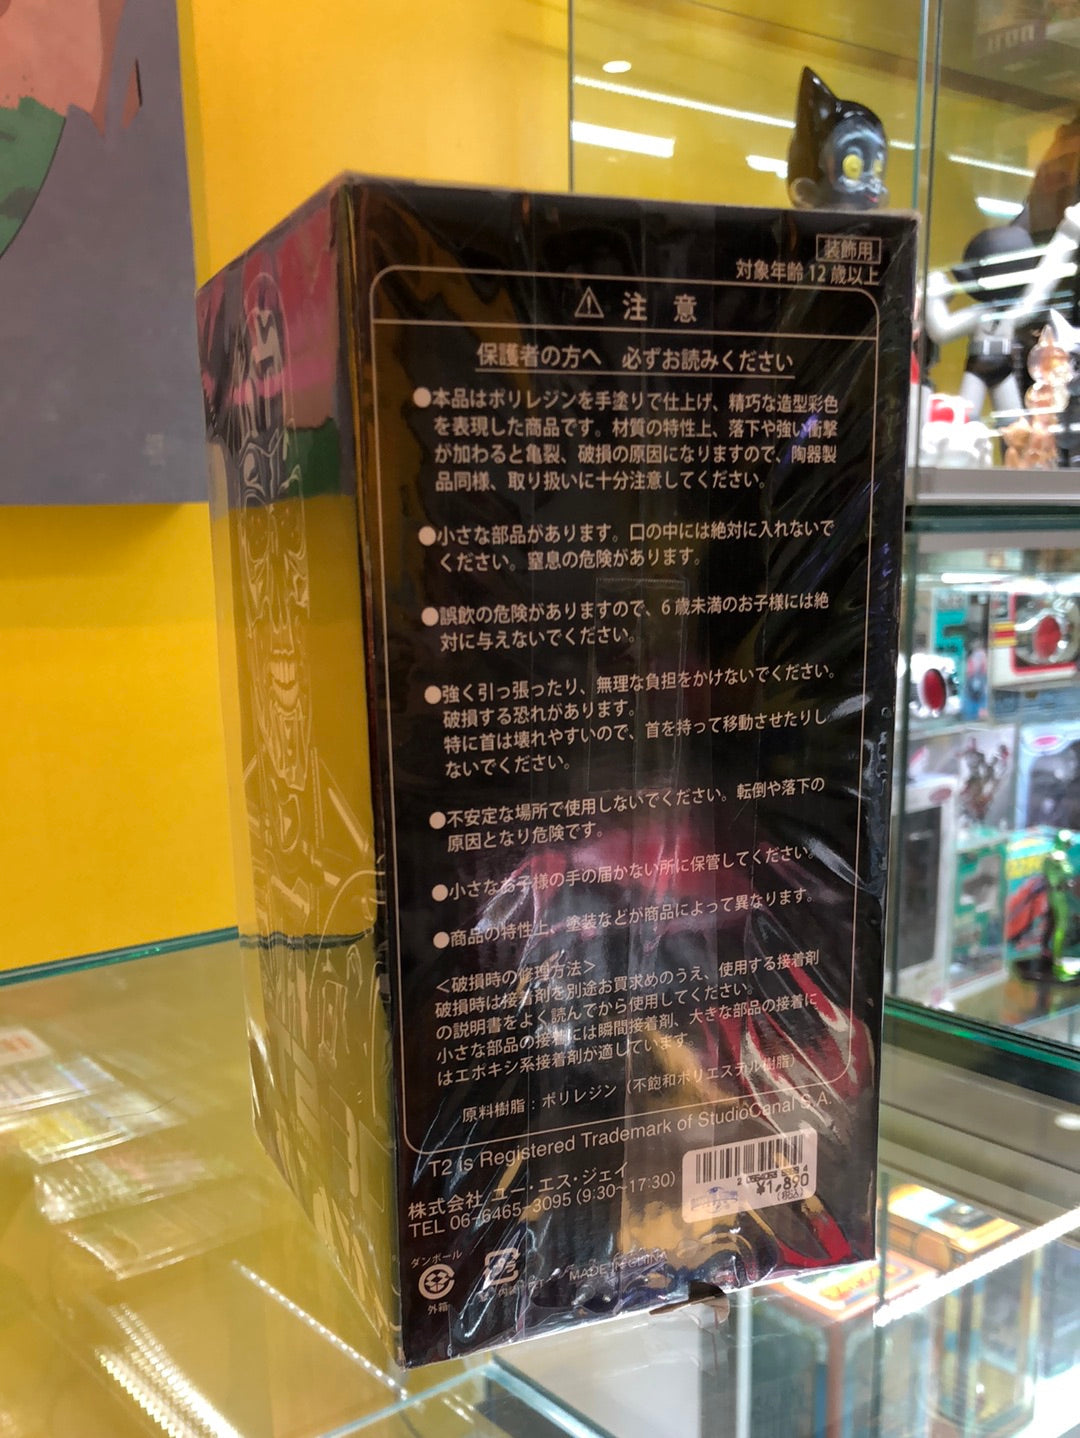 装飾用
対象年齢 12 歳以上
⚠ 注 意
保護者の方へ 必ずお読みください
●本品はポリレジンを手塗りで仕上げ、精巧な造型彩色
を表現した商品です。材質の特性上、落下や強い衝撃
が加わると亀裂、破損の原因になりますので、陶器製
品同様、取り扱いに十分注意してください。
●小さな部品があります。口の中には絶対に入れないで
ください。窒息の危険があります。
●誤飲の危険がありますので、6 歳未満のお子様には絶
対に与えないでください。
●強く引っ張ったり、無理な負担をかけないでください。
破損する恐れがあります。
特に首は壊れやすいので、首を持って移動させたりし
ないでください。
●不安定な場所で使用しないでください。転倒や落下の
原因となり危険です。
●小さなお子様の手の届かない所に保管してください。
●商品の特性上、塗装などが商品によって異なります。
＜破損時の修理方法＞
破損時は接着剤を別途お買求めのうえ、使用する接着剤
の説明書をよく読んでから使用してください。
小さな部品の接着には瞬間接着剤、大きな部品の接着に
はエポキシ系接着剤が適しています。
原料樹脂：ポリレジン（不飽和ポリエステル樹脂）
T2 is Registered Trademark of StudioCanal S.A.
株式会社 ユー・エス・ジェイ
TEL 06-6465-3095 (9:30~17:30)
¥1,890
(税込)
ダンボール
外箱
MADE IN CHINA